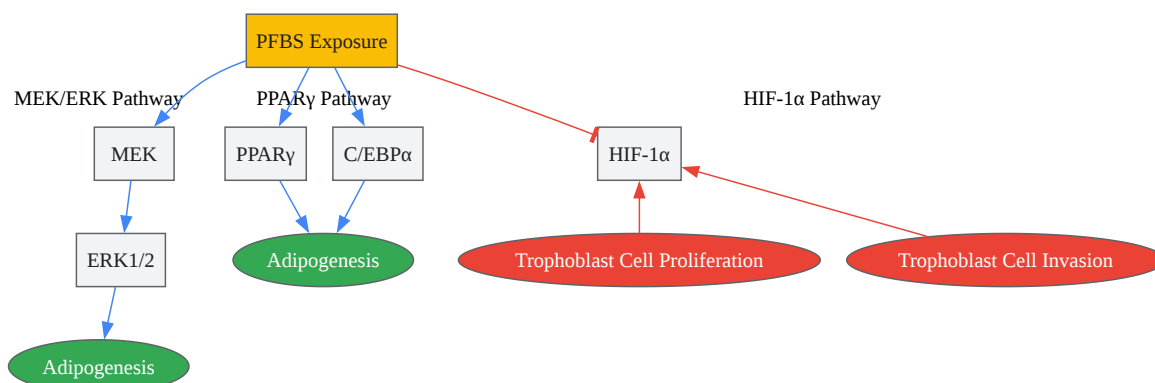 PFBS Exposure
MEK/ERK Pathway
PPARγ Pathway
HIF-1α Pathway
MEK
PPARγ
C/EBPα
HIF-1α
ERK1/2
Adipogenesis
Trophoblast Cell Proliferation
Trophoblast Cell Invasion
Adipogenesis